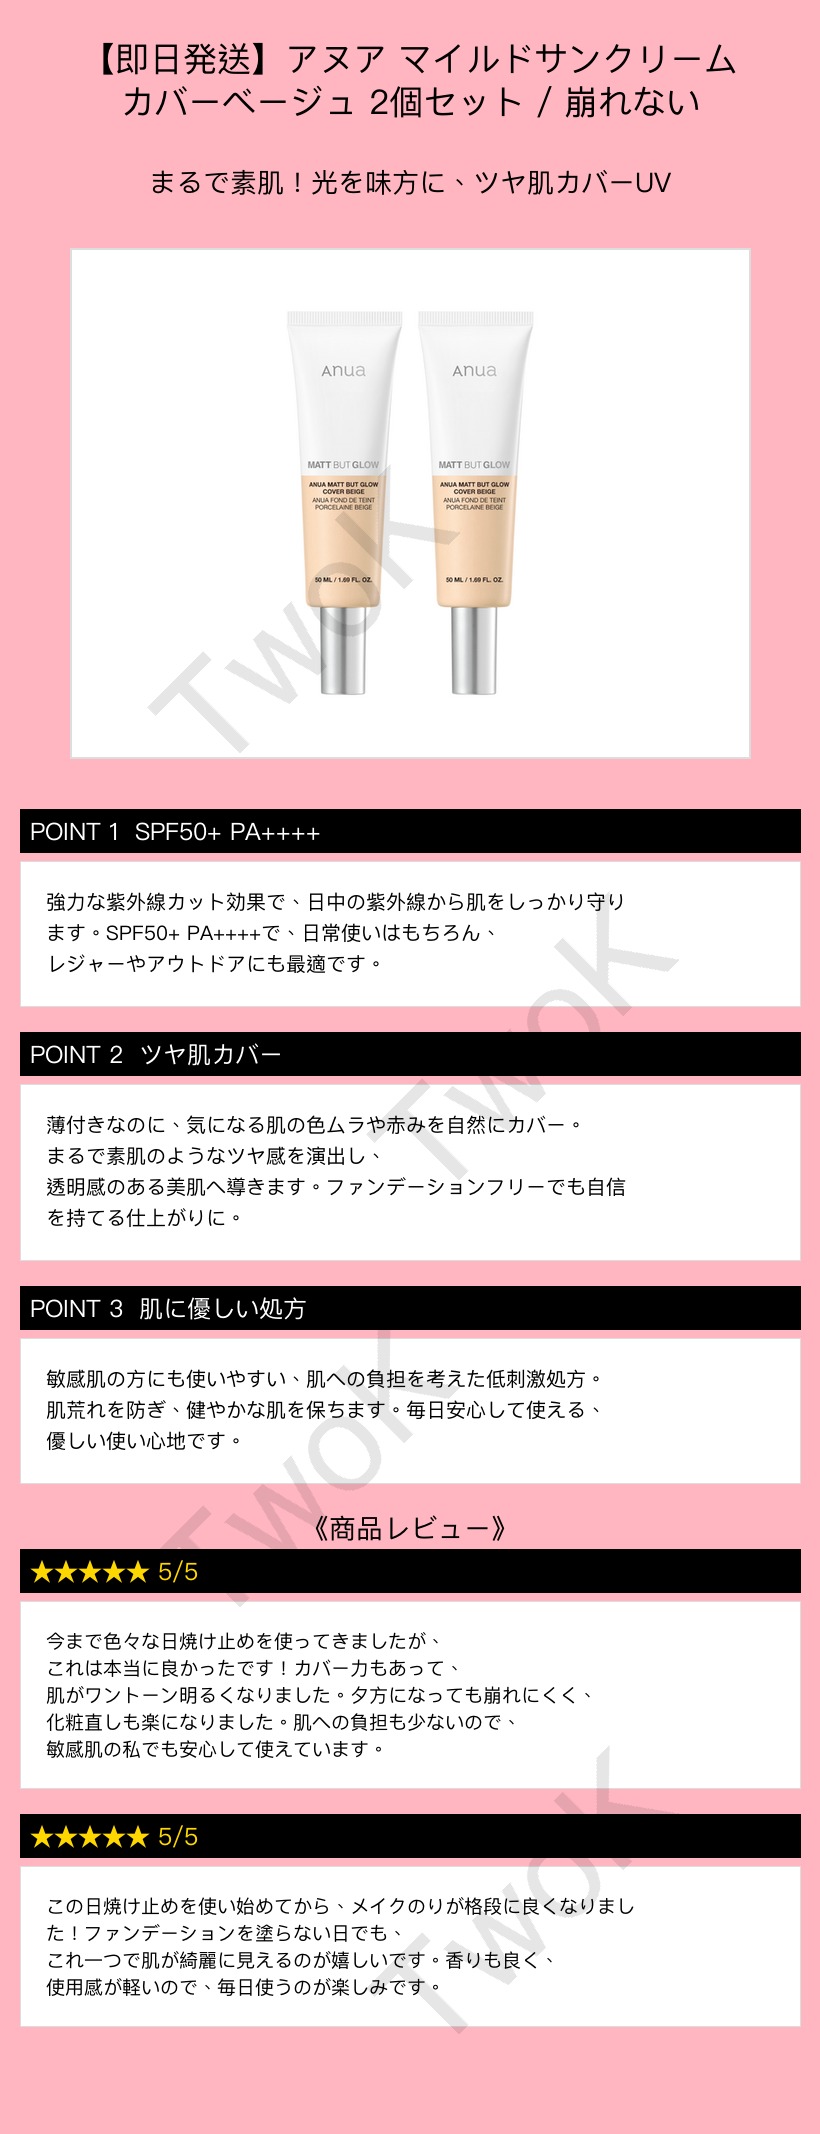 【即日発送】アヌア マイルドサンクリーム
カバーベージュ 2個セット / 崩れない
まるで素肌！光を味方に、ツヤ肌カバーUV
Anua
MATT BUT GLOW
ANUA MATT BUT GLOW
COVER BEIGE
ANUA FOND DE TEINT
PORCELAINE BEIGE
50 ML / 1.69 FL. OZ.
Anua
MATT BUT GLOW
ANUA MATT BUT GLOW
COVER BEIGE
ANUA FOND DE TEINT
PORCELAINE BEIGE
50 ML / 1.69 FL. OZ.
TwoK
POINT 1 SPF50+ PA++++
強力な紫外線カット効果で、日中の紫外線から肌をしっかり守り
ます。SPF50+ PA++++で、日常使いはもちろん、
レジャーやアウトドアにも最適です。
TwoK
POINT 2 ツヤ肌カバー
薄付きなのに、気になる肌の色ムラや赤みを自然にカバー。
まるで素肌のようなツヤ感を演出し、
透明感のある美肌へ導きます。ファンデーションフリーでも自信
を持てる仕上がりに。
POINT 3 肌に優しい処方
敏感肌の方にも使いやすい、肌への負担を考えた低刺激処方。
肌荒れを防ぎ、健やかな肌を保ちます。毎日安心して使える、
優しい使い心地です。
TwoK
《商品レビュー》
★★★★★ 5/5
今まで色々な日焼け止めを使ってきましたが、
これは本当に良かったです！カバー力もあって、
肌がワントーン明るくなりました。夕方になっても崩れにくく、
化粧直しも楽になりました。肌への負担も少ないので、
敏感肌の私でも安心して使えています。
★★★★★ 5/5
この日焼け止めを使い始めてから、メイクのりが格段に良くなりまし
た！ファンデーションを塗らない日でも、
これ一つで肌が綺麗に見えるのが嬉しいです。香りも良く、
使用感が軽いので、毎日使うのが楽しみです。
TwoK